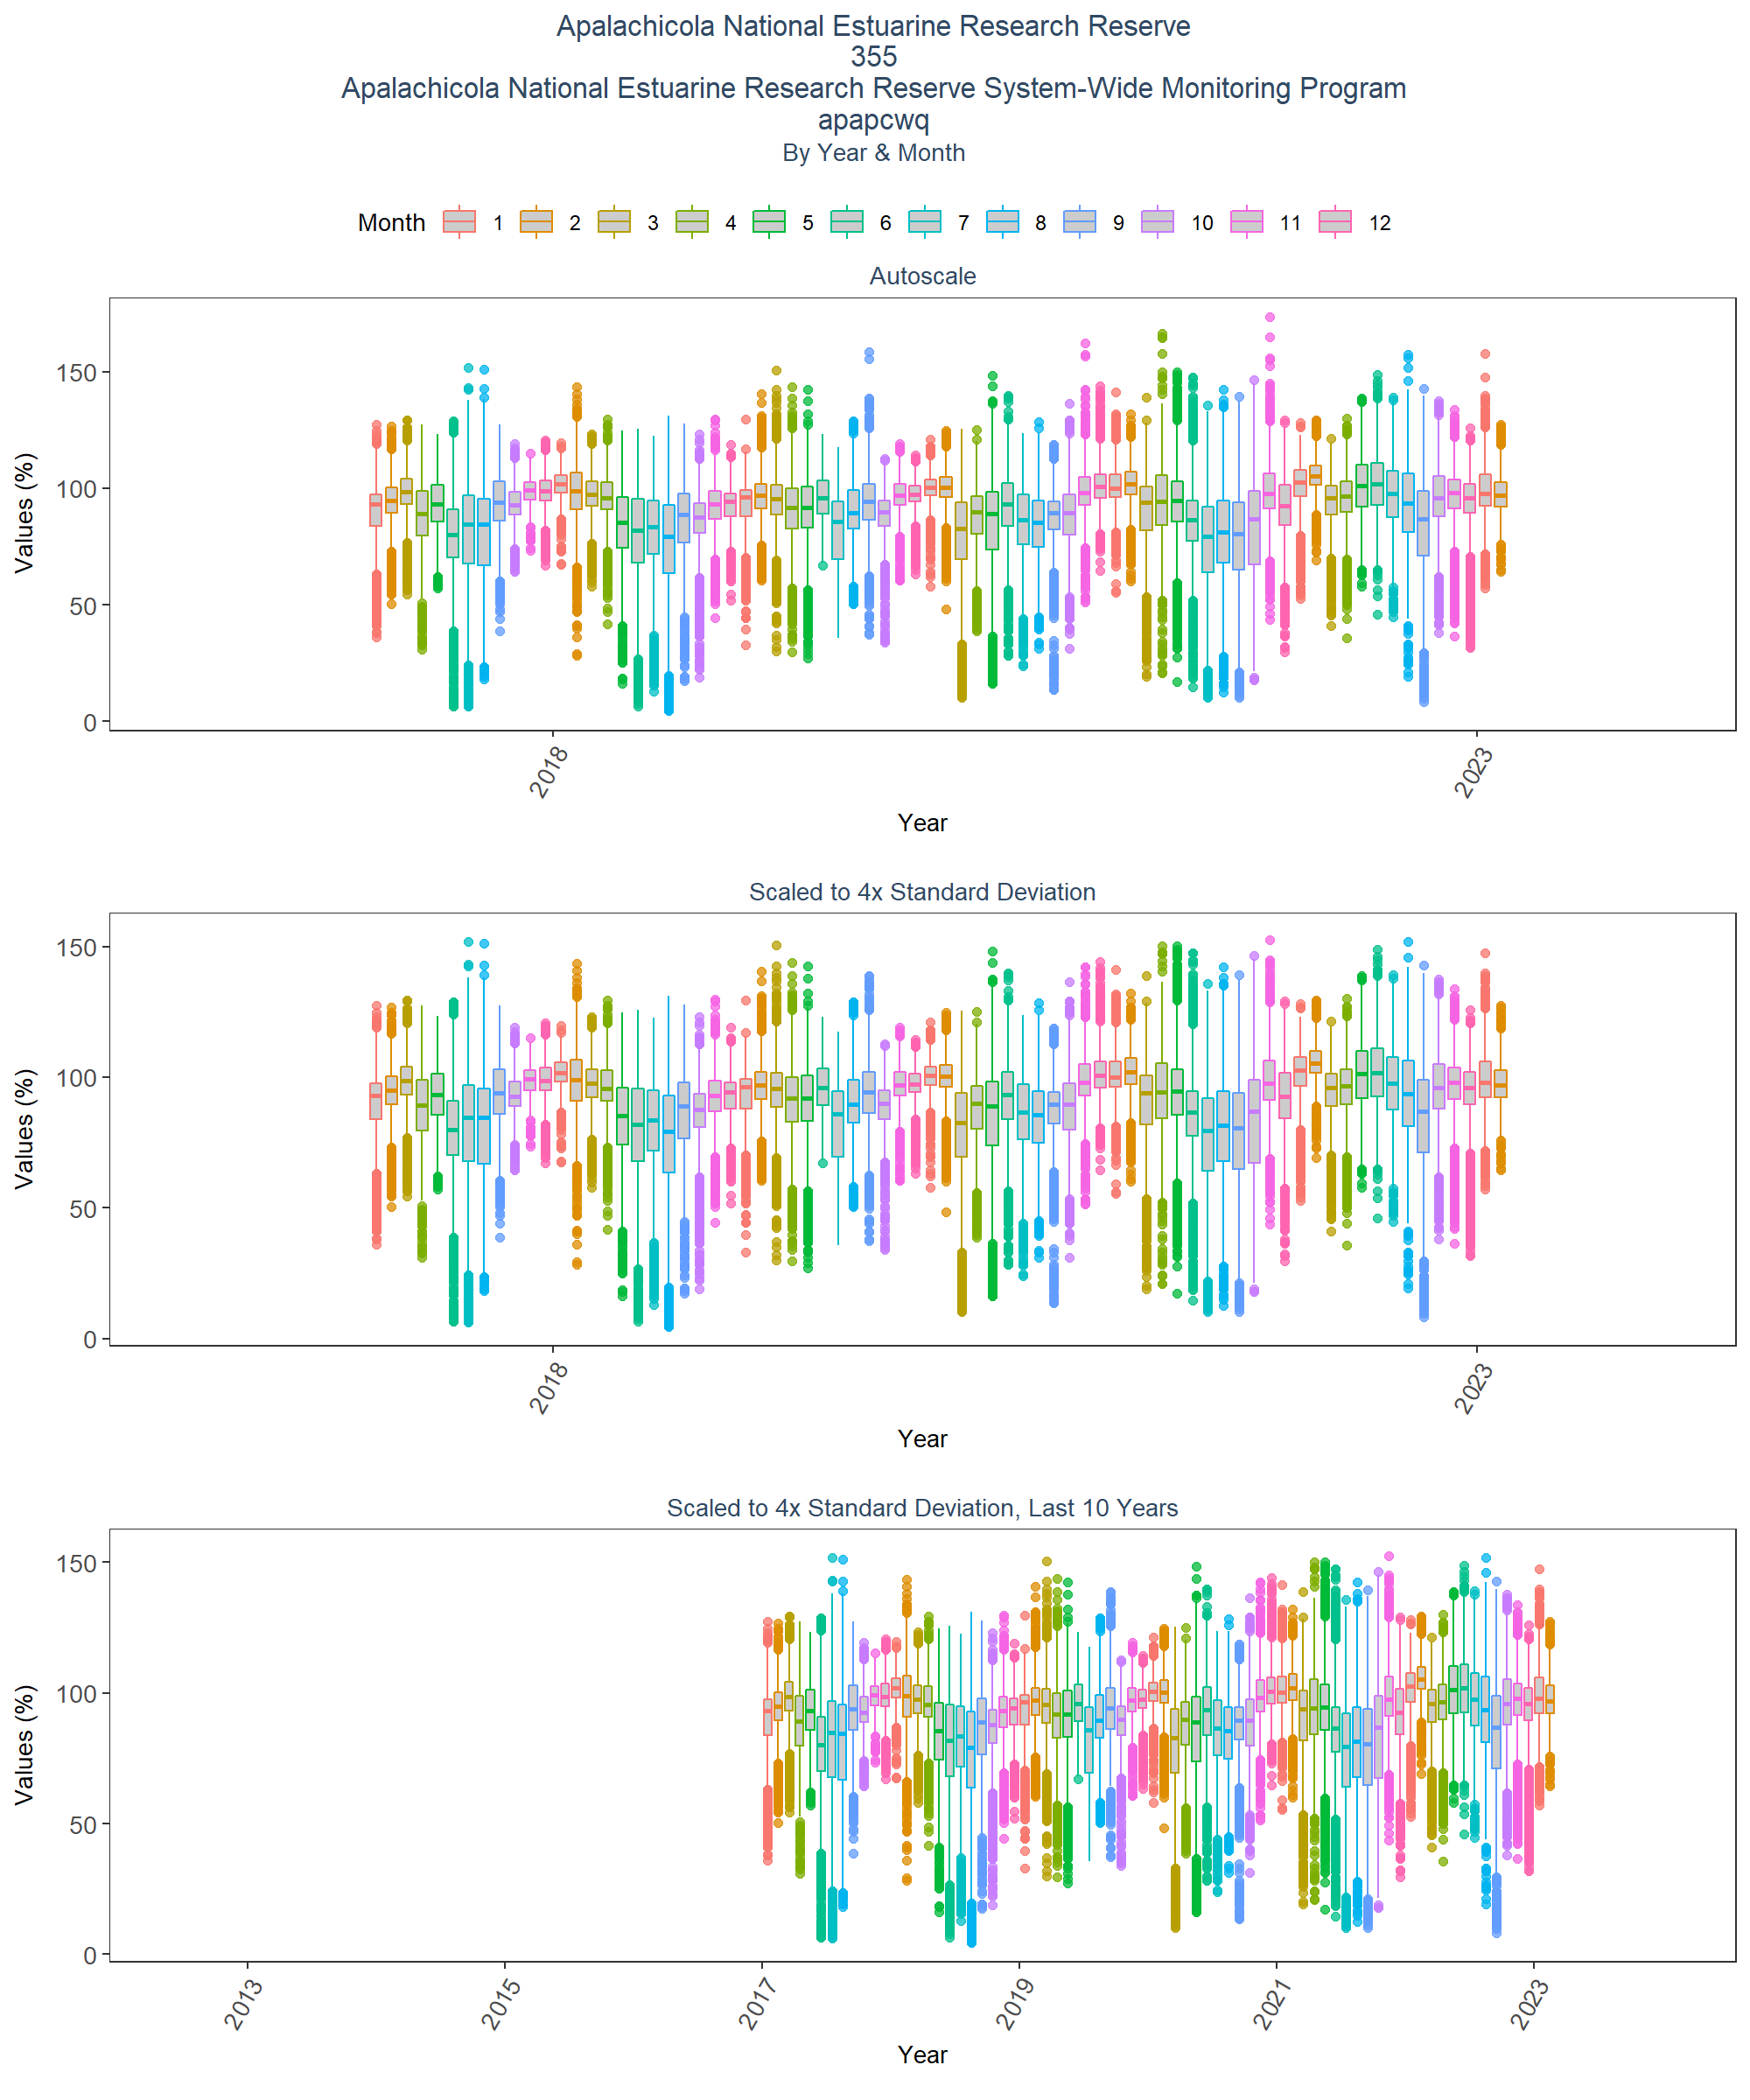 Apalachicola National Estuarine Research Reserve
355
Apalachicola National Estuarine Research Reserve System-Wide Monitoring Program
apapcwq
By Year & Month
Month 1 2 3 4 5 6 7 8 9 10 11 12
Autoscale
Values (%)
150
100
50
0
2018 2023
Year
Scaled to 4x Standard Deviation
Values (%)
150
100
50
0
2018 2023
Year
Scaled to 4x Standard Deviation, Last 10 Years
Values (%)
150
100
50
0
2013 2015 2017 2019 2021 2023
Year